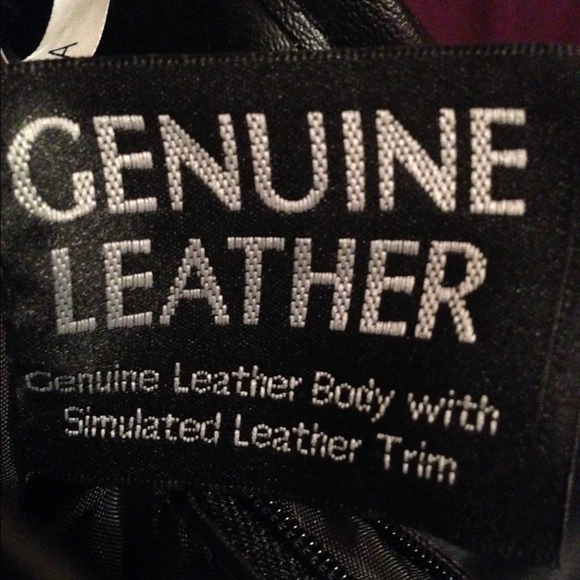 A
GENUINE
LEATHER
Genuine Leather Body with
Simulated Leather Trim